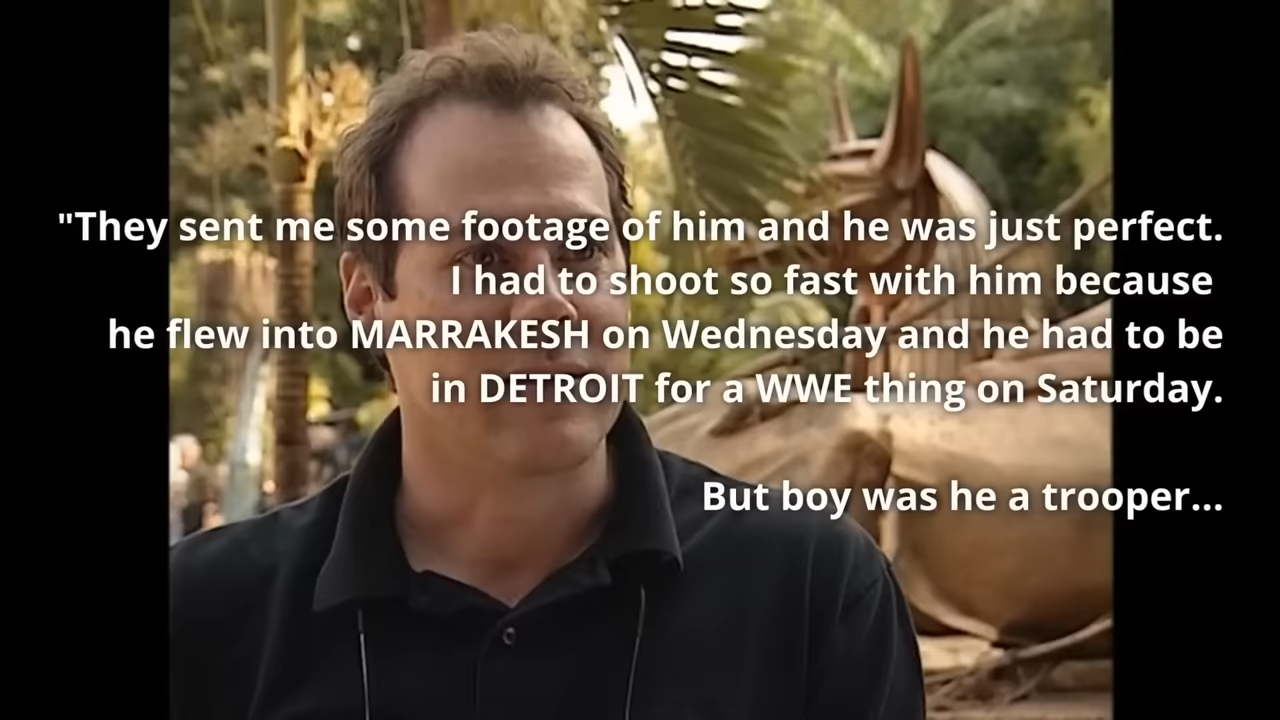 "They sent me some footage of him and he was just perfect.
I had to shoot so fast with him because
he flew into MARRAKESH on Wednesday and he had to be
in DETROIT for a WWE thing on Saturday.
But boy was he a trooper...